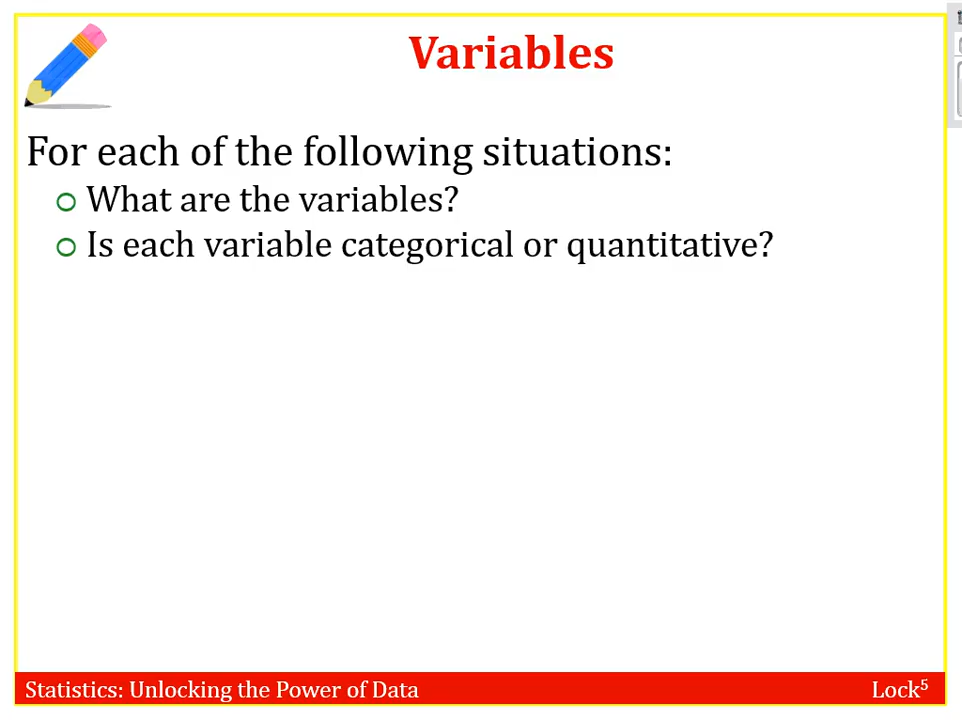 Variables
For each of the following situations:
What are the variables?
Is each variable categorical or quantitative?
Statistics: Unlocking the Power of Data
Lock⁵